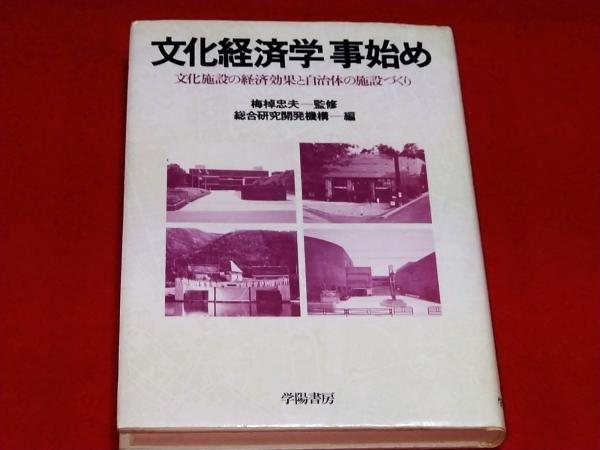 文化経済学 事始め
文化施設の経済効果と自治体の施設づくり
梅棹忠夫―監修
総合研究開発機構―編
学陽書房